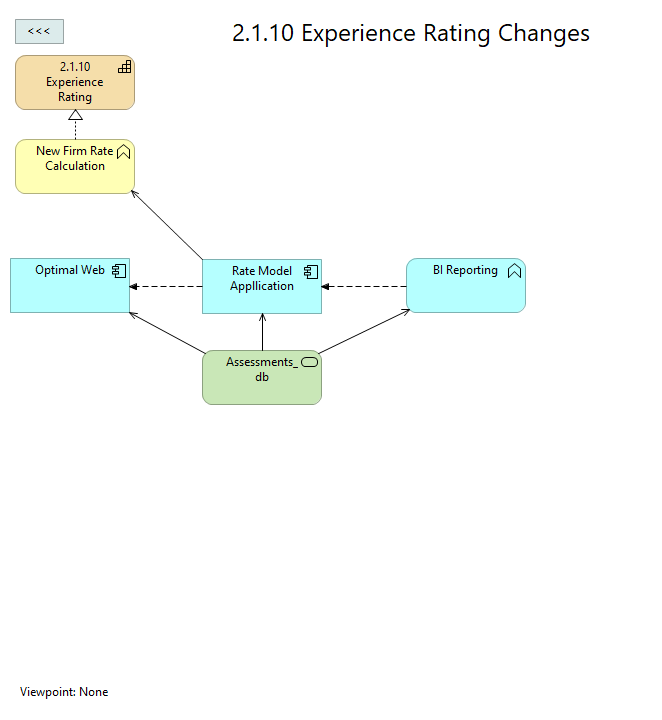 <<<
2.1.10 Experience Rating Changes
2.1.10
Experience
Rating
New Firm Rate
Calculation
Optimal Web
Rate Model
Appllication
BI Reporting
Assessments_
db
Viewpoint: None